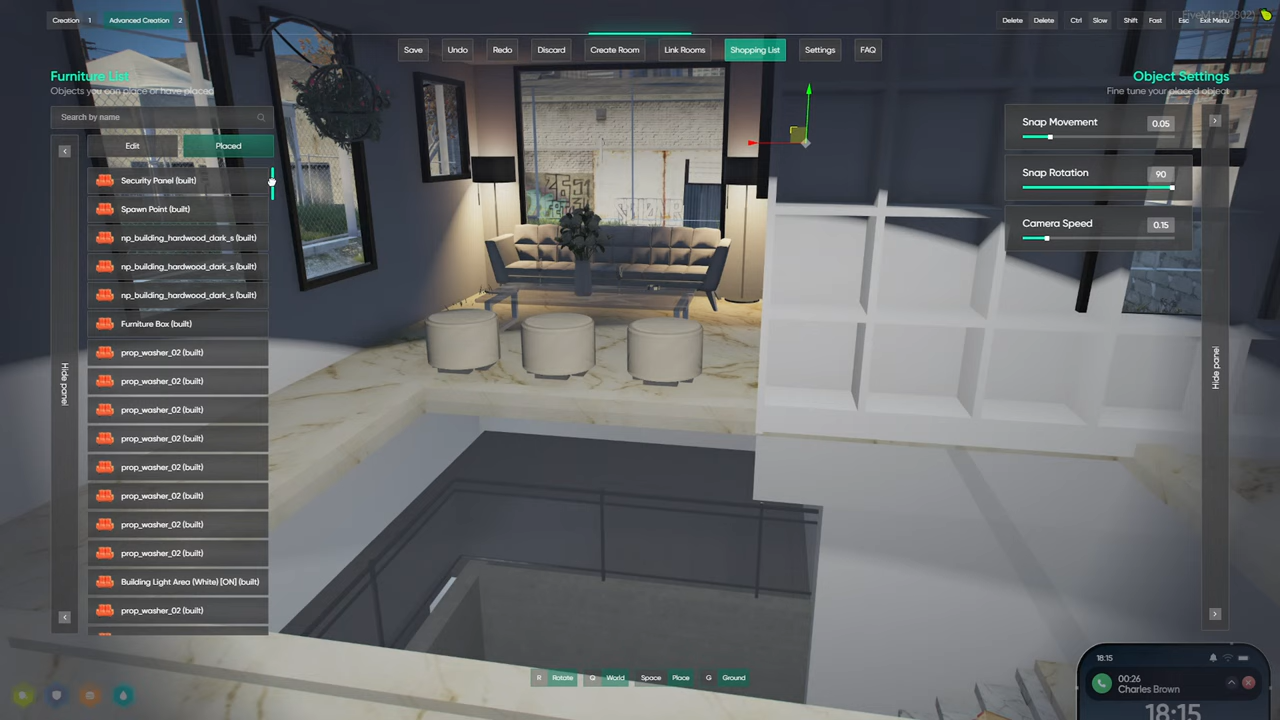 Creation 1 Advanced Creation 2
Delete Delete Ctrl Slow Shift Fast Esc Exit Menu
FiveM* (b2802)
Save Undo Redo Discard Create Room Link Rooms Shopping List Settings FAQ
Furniture List
Objects you can place or have placed
Search by name
Edit Placed
Security Panel (built)
Spawn Point (built)
np_building_hardwood_dark_s (built)
np_building_hardwood_dark_s (built)
np_building_hardwood_dark_s (built)
Furniture Box (built)
prop_washer_02 (built)
prop_washer_02 (built)
prop_washer_02 (built)
prop_washer_02 (built)
prop_washer_02 (built)
prop_washer_02 (built)
prop_washer_02 (built)
prop_washer_02 (built)
Building Light Area (White) [ON] (built)
prop_washer_02 (built)
Hide panel
Object Settings
Fine tune your placed object
Snap Movement 0.05
Snap Rotation 90
Camera Speed 0.15
Hide panel
R Rotate Q World Space Place G Ground
18:15
00:26
Charles Brown
18:15